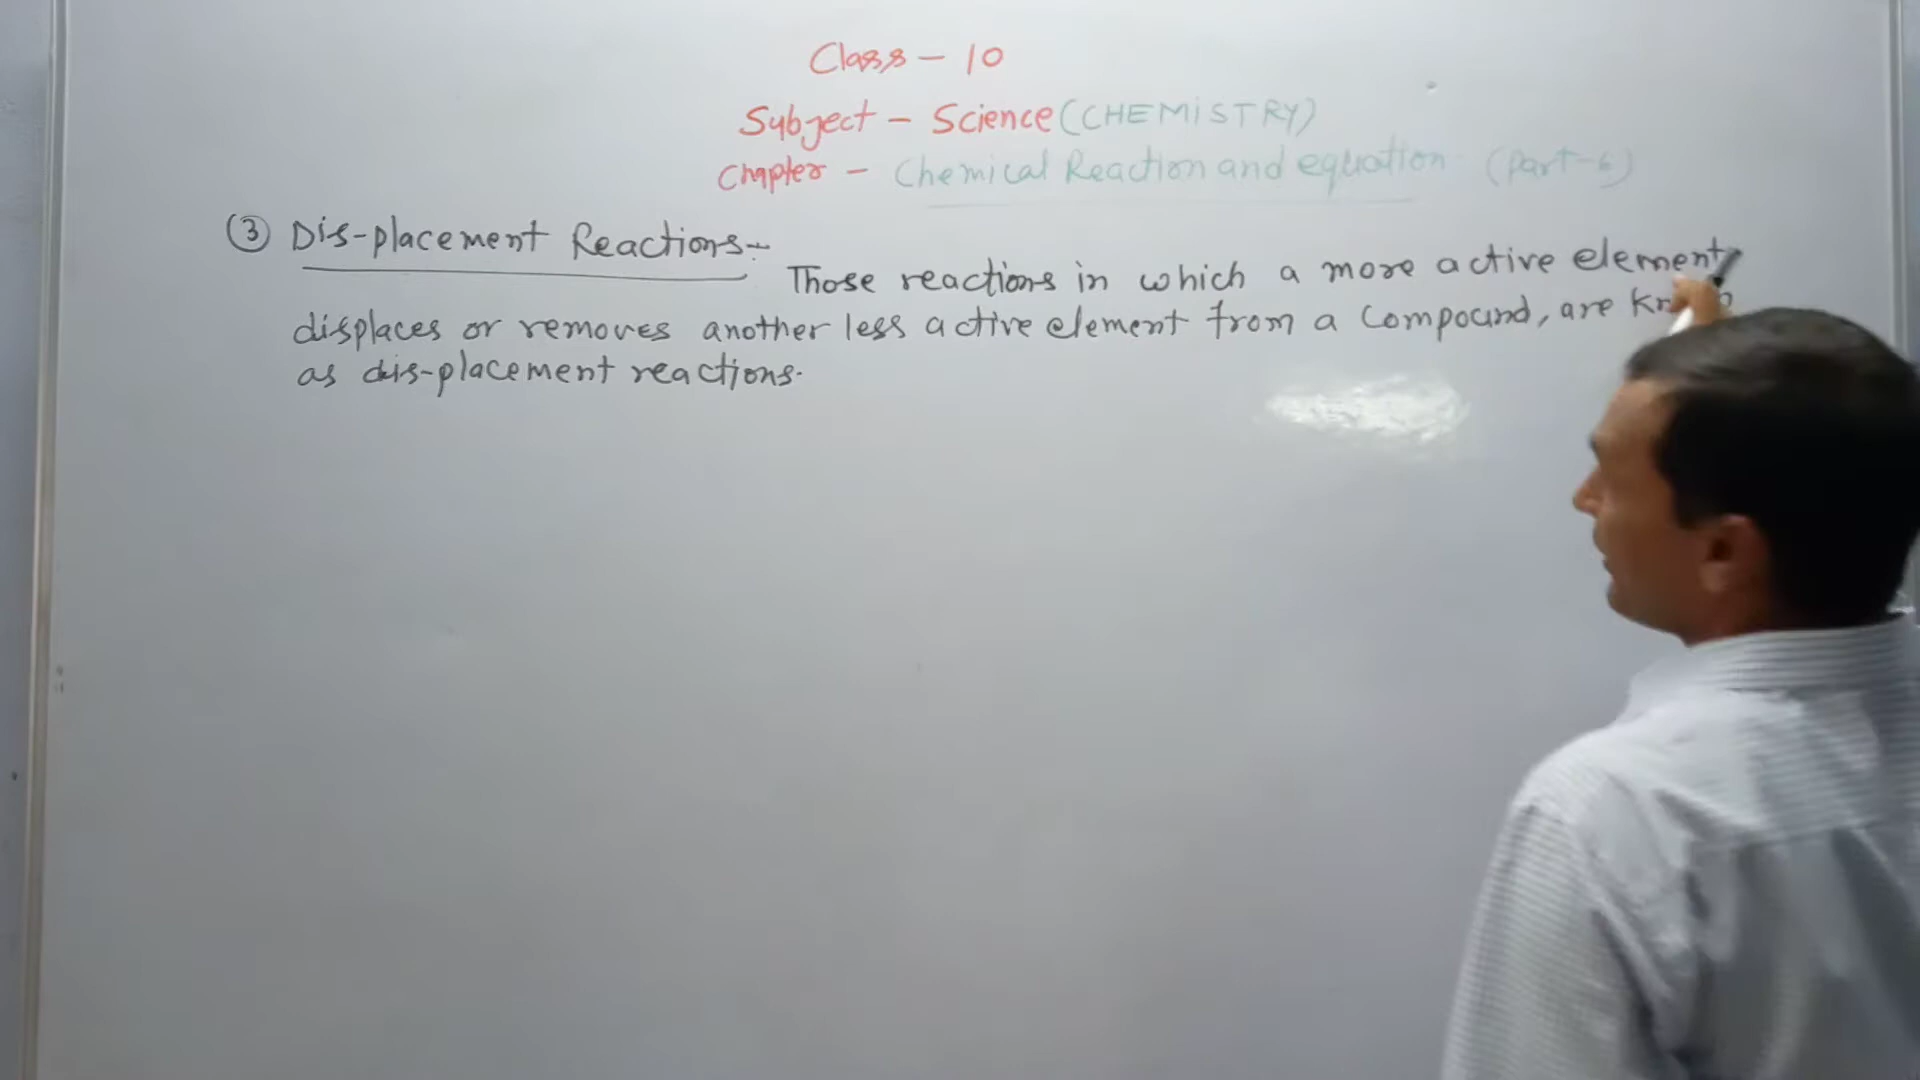 Class - 10
Subject - Science (CHEMISTRY)
Chapter - Chemical Reaction and equation (Part-6)
③ Dis-placement Reactions:-
Those reactions in which a more active element
displaces or removes another less active element from a compound, are
as dis-placement reactions.